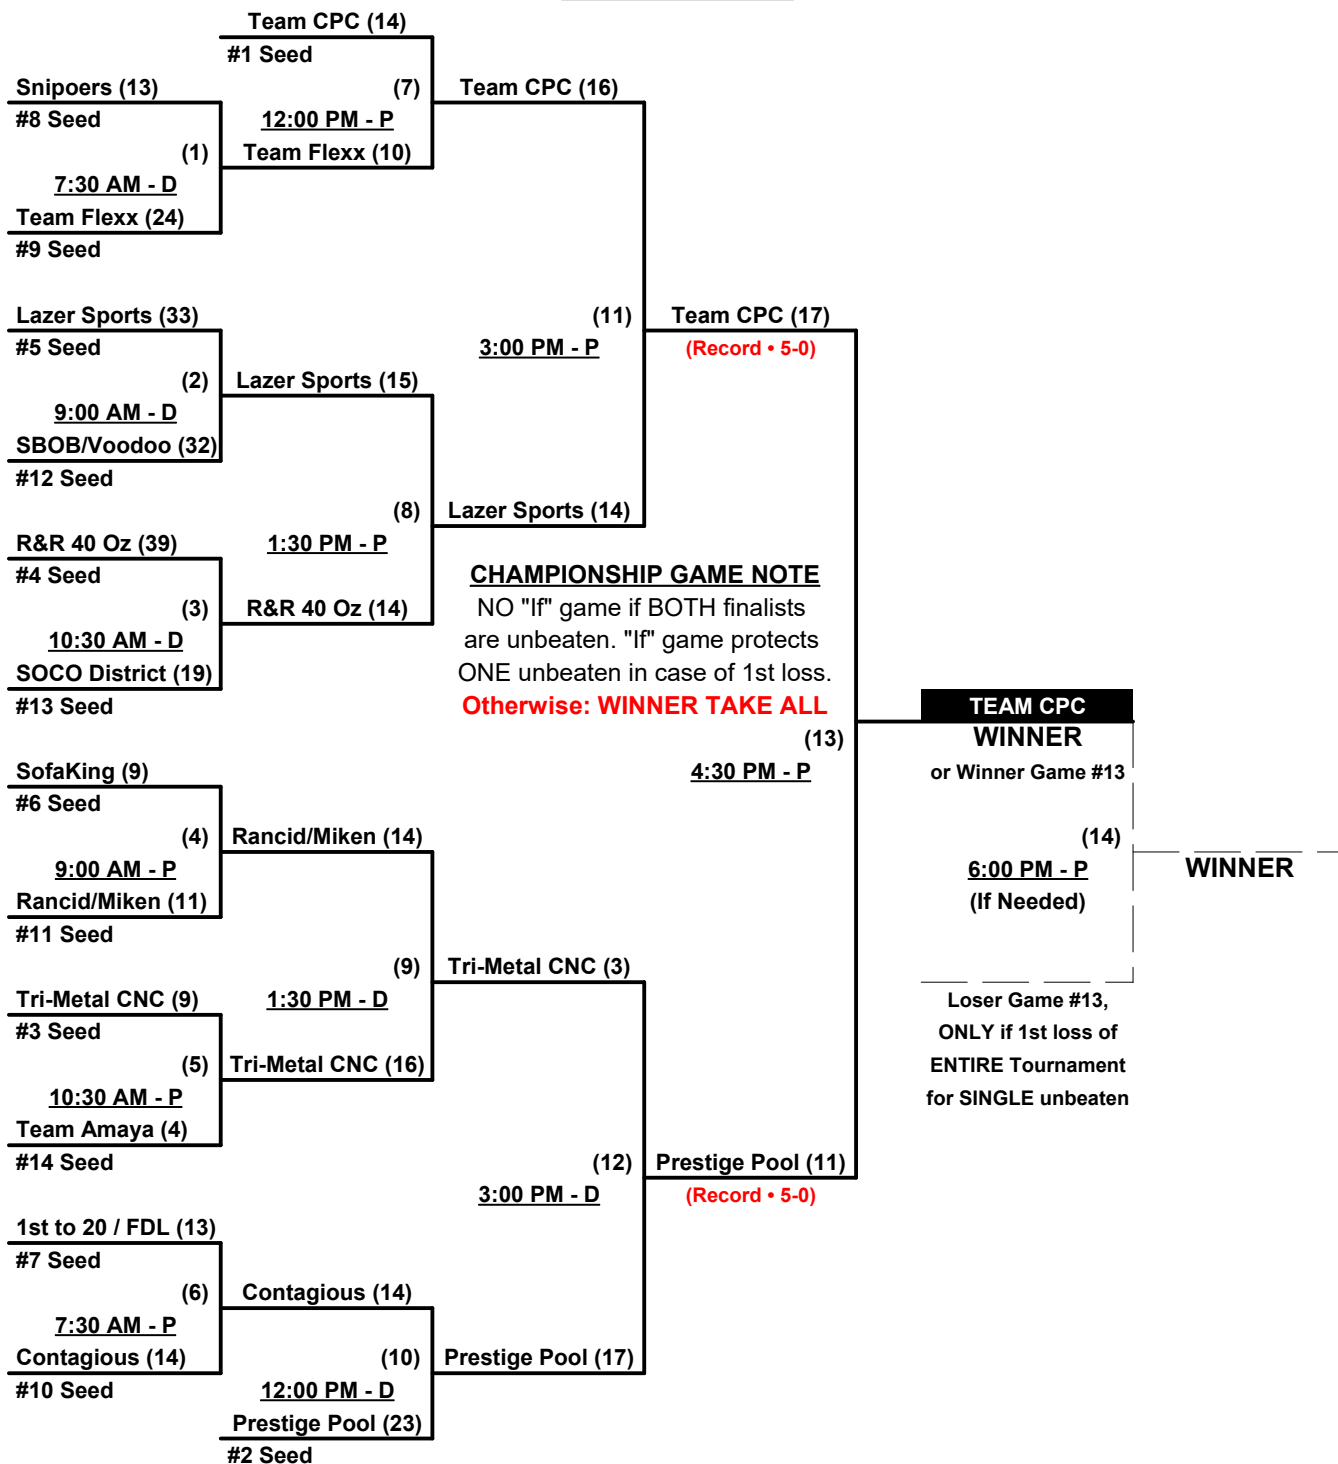 Team CPC (14)
#1 Seed
Snipoers (13)
(7)
Team CPC (16)
#8 Seed
12:00 PM - P
(1)
Team Flexx (10)
7:30 AM - D
Team Flexx (24)
#9 Seed
Lazer Sports (33)
(11)
Team CPC (17)
#5 Seed
3:00 PM - P
(Record • 5-0)
(2)
Lazer Sports (15)
9:00 AM - D
SBOB/Voodoo (32)
#12 Seed
(8)
Lazer Sports (14)
R&R 40 Oz (39)
1:30 PM - P
#4 Seed
CHAMPIONSHIP GAME NOTE
NO "If" game if BOTH finalists
are unbeaten. "If" game protects
ONE unbeaten in case of 1st loss.
Otherwise: WINNER TAKE ALL
(3)
R&R 40 Oz (14)
10:30 AM - D
SOCO District (19)
#13 Seed
TEAM CPC
(13)
WINNER
4:30 PM - P
or Winner Game #13
SofaKing (9)
#6 Seed
(4)
Rancid/Miken (14)
(14)
9:00 AM - P
6:00 PM - P
WINNER
Rancid/Miken (11)
(If Needed)
#11 Seed
(9)
Tri-Metal CNC (3)
Tri-Metal CNC (9)
1:30 PM - D
Loser Game #13,
#3 Seed
ONLY if 1st loss of
(5)
Tri-Metal CNC (16)
ENTIRE Tournament
10:30 AM - P
for SINGLE unbeaten
Team Amaya (4)
#14 Seed
(12)
Prestige Pool (11)
3:00 PM - D
(Record • 5-0)
1st to 20 / FDL (13)
#7 Seed
(6)
Contagious (14)
7:30 AM - P
Contagious (14)
(10)
Prestige Pool (17)
#10 Seed
12:00 PM - D
Prestige Pool (23)
#2 Seed